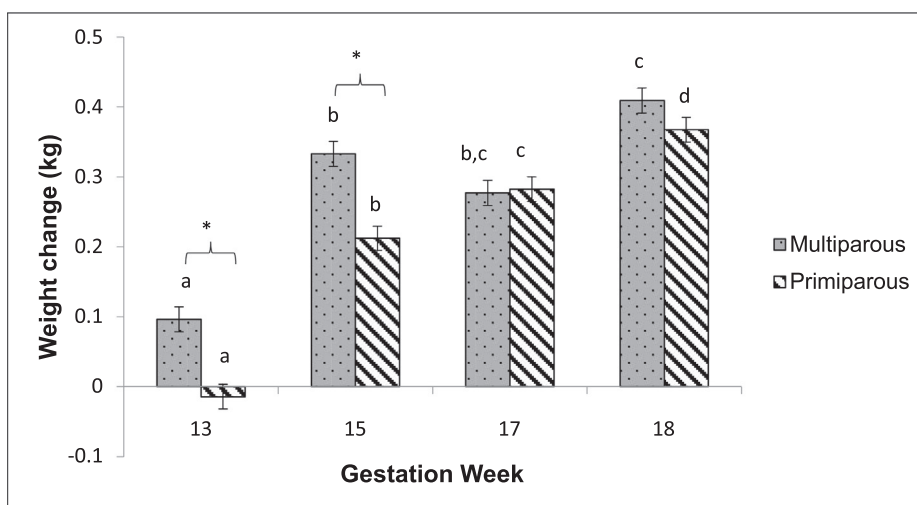 0.5
0.4
0.3
0.2
0.1
0
-0.1
Weight change (kg)
*
a
a
*
b
b
b,c
c
c
d
13
15
17
18
Gestation Week
Multiparous
Primiparous